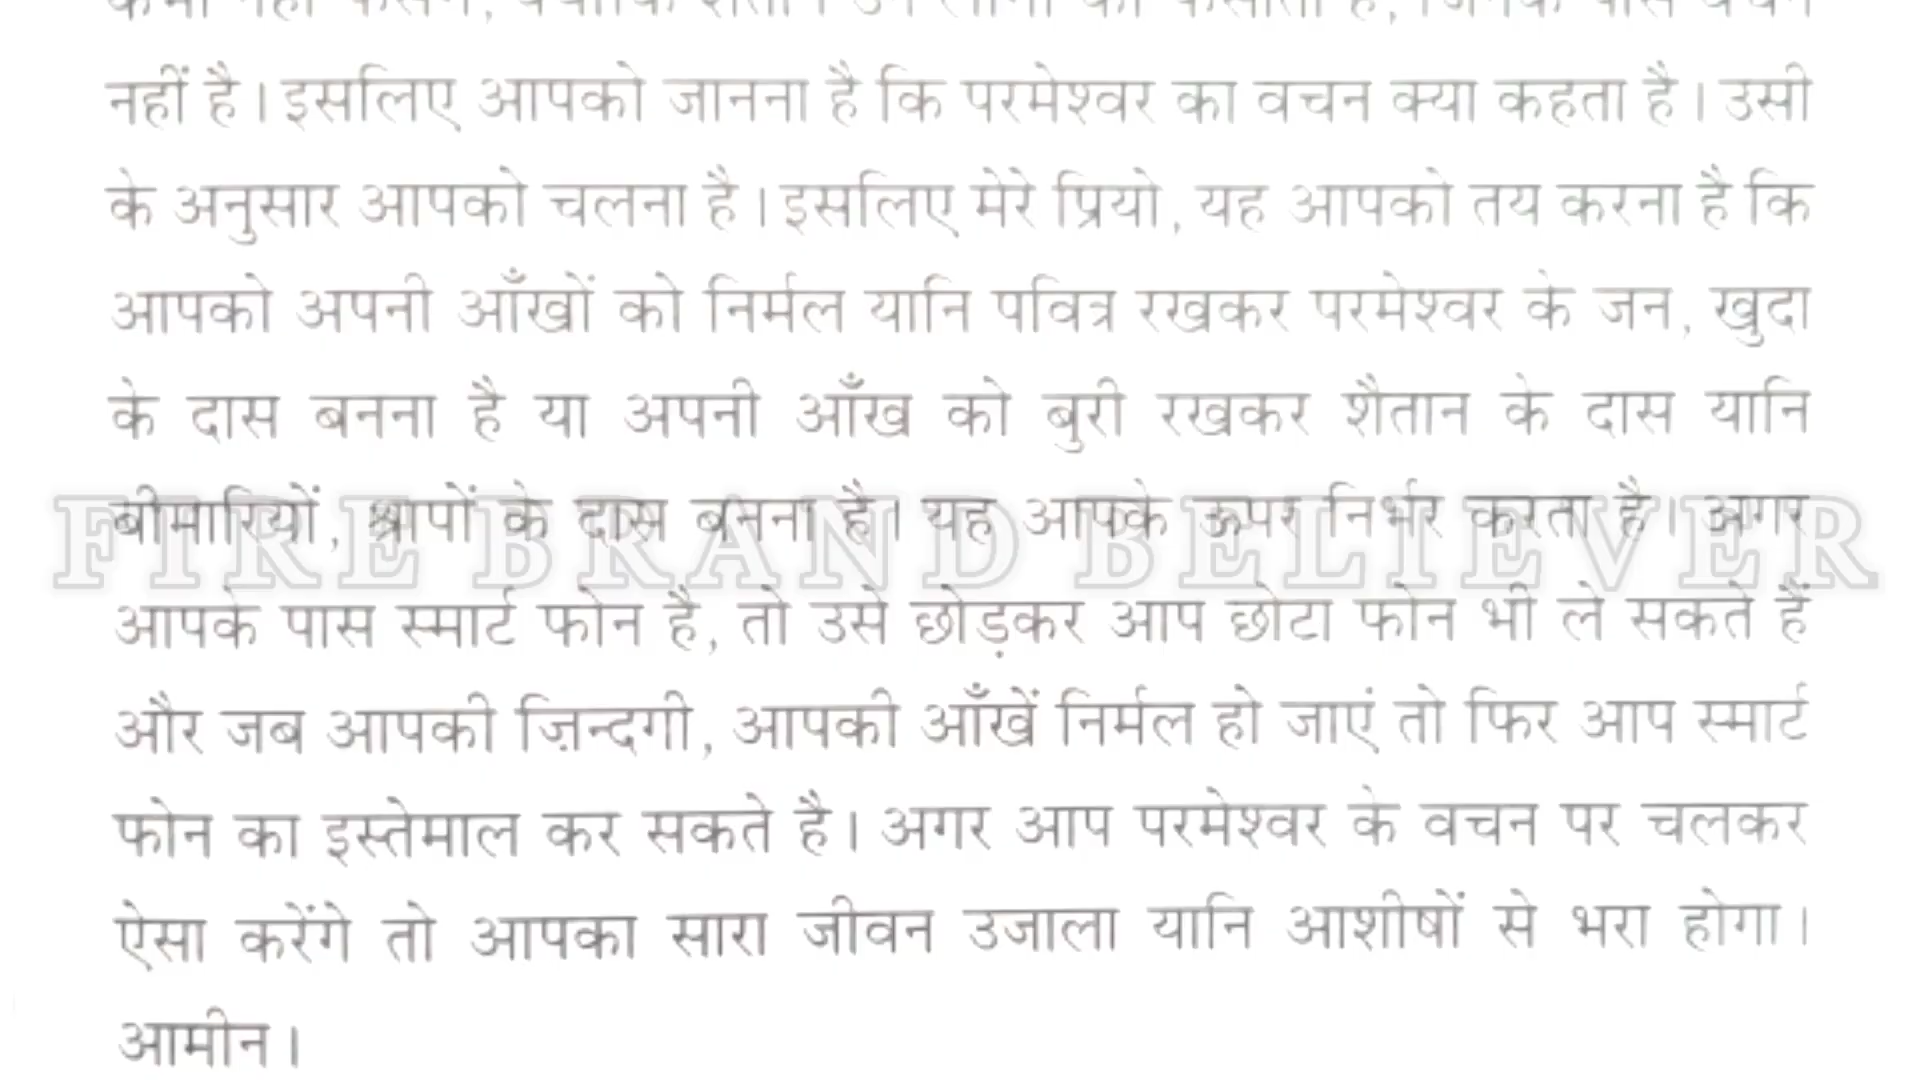 नहीं है। इसलिए आपको जानना है कि परमेश्वर का वचन क्या कहता है। उसी
के अनुसार आपको चलना है। इसलिए मेरे प्रियो, यह आपको तय करना है कि
आपको अपनी आँखों को निर्मल यानि पवित्र रखकर परमेश्वर के जन, खुदा
के दास बनना है या अपनी आँख को बुरी रखकर शैतान के दास यानि
बीमारियों, श्रापों के दास बनना है। यह आपके ऊपर निर्भर करता है। अगर
FIRE BRAND BELIEVER
आपके पास स्मार्ट फोन है, तो उसे छोड़कर आप छोटा फोन भी ले सकते हैं
और जब आपकी ज़िन्दगी, आपकी आँखें निर्मल हो जाएं तो फिर आप स्मार्ट
फोन का इस्तेमाल कर सकते है। अगर आप परमेश्वर के वचन पर चलकर
ऐसा करेंगे तो आपका सारा जीवन उजाला यानि आशीषों से भरा होगा।
आमीन।